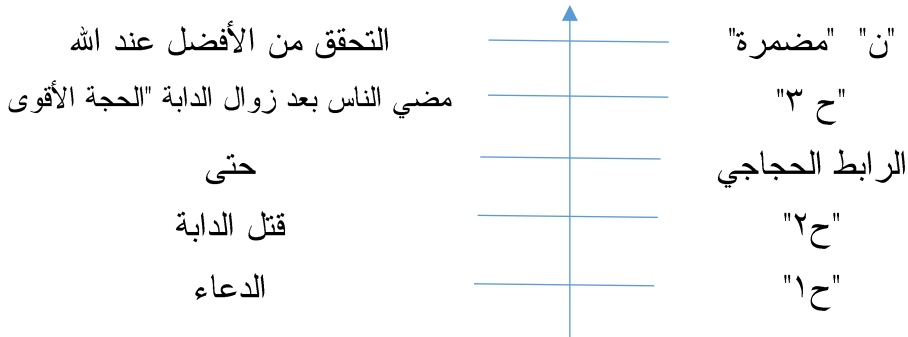 "ن" "مضمرة" التحقق من الأفضل عند الله
"ح ٣" مضي الناس بعد زوال الدابة "الحجة الأقوى
الرابط الحجاجي حتى
"ح٢" قتل الدابة
"ح١" الدعاء